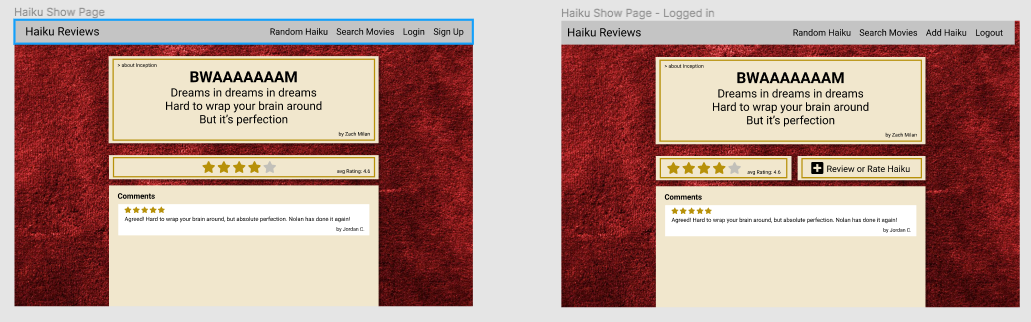 Haiku Show Page
Haiku Reviews
Random Haiku Search Movies Login Sign Up
> about Inception
BWAAAAAAAM
Dreams in dreams in dreams
Hard to wrap your brain around
But it's perfection
by Zach Milan
avg Rating: 4.6
Comments
Agreed! Hard to wrap your brain around, but absolute perfaction. Nolan has done it again!
by Jordan C.
Haiku Show Page - Logged in
Haiku Reviews
Random Haiku Search Movies Add Haiku Logout
> about Inception
BWAAAAAAAM
Dreams in dreams in dreams
Hard to wrap your brain around
But it's perfection
by Zach Milan
avg Rating: 4.6
Review or Rate Haiku
Comments
Agreed! Hard to wrap your brain around, but absolute perfaction. Nolan has done it again!
by Jordan C.